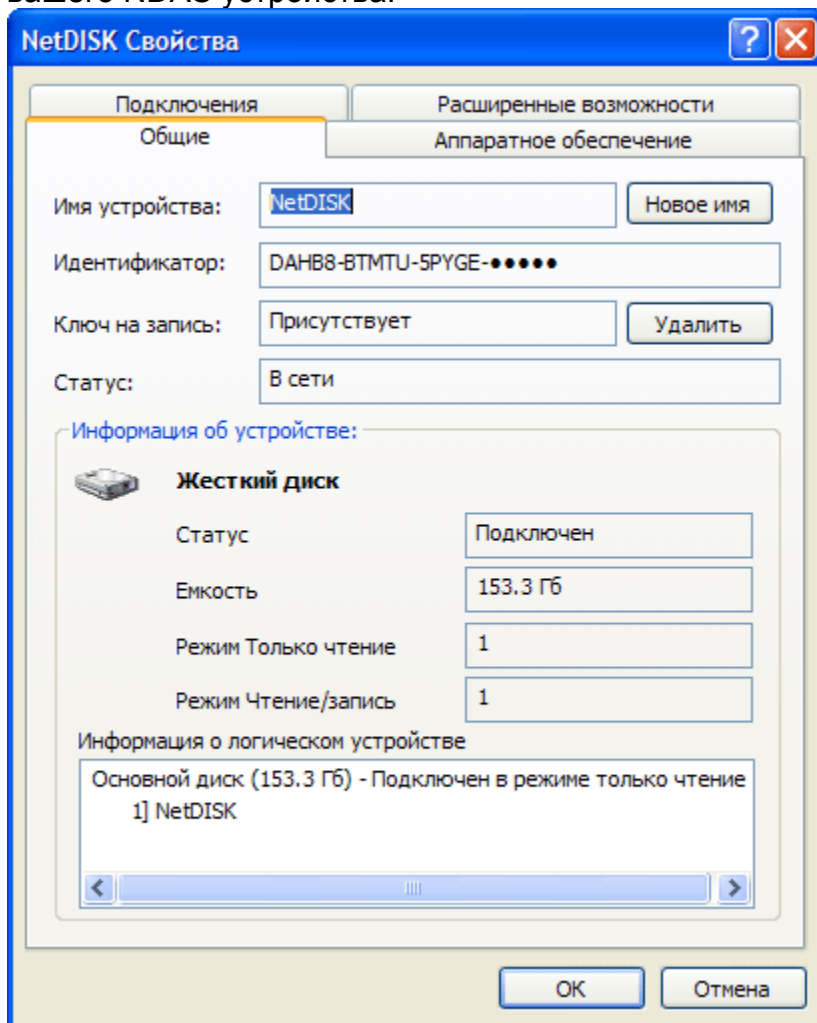 вашего NDAS устройства.
NetDISK Свойства
Подключения
Расширенные возможности
Общие
Аппаратное обеспечение
Имя устройства: NetDISK Новое имя
Идентификатор: DAHB8-BTMTU-5PYGE-●●●●●
Ключ на запись: Присутствует Удалить
Статус: В сети
Информация об устройстве:
Жесткий диск
Статус Подключен
Емкость 153.3 Гб
Режим Только чтение 1
Режим Чтение/запись 1
Информация о логическом устройстве
Основной диск (153.3 Гб) - Подключен в режиме только чтение
1] NetDISK
OK Отмена